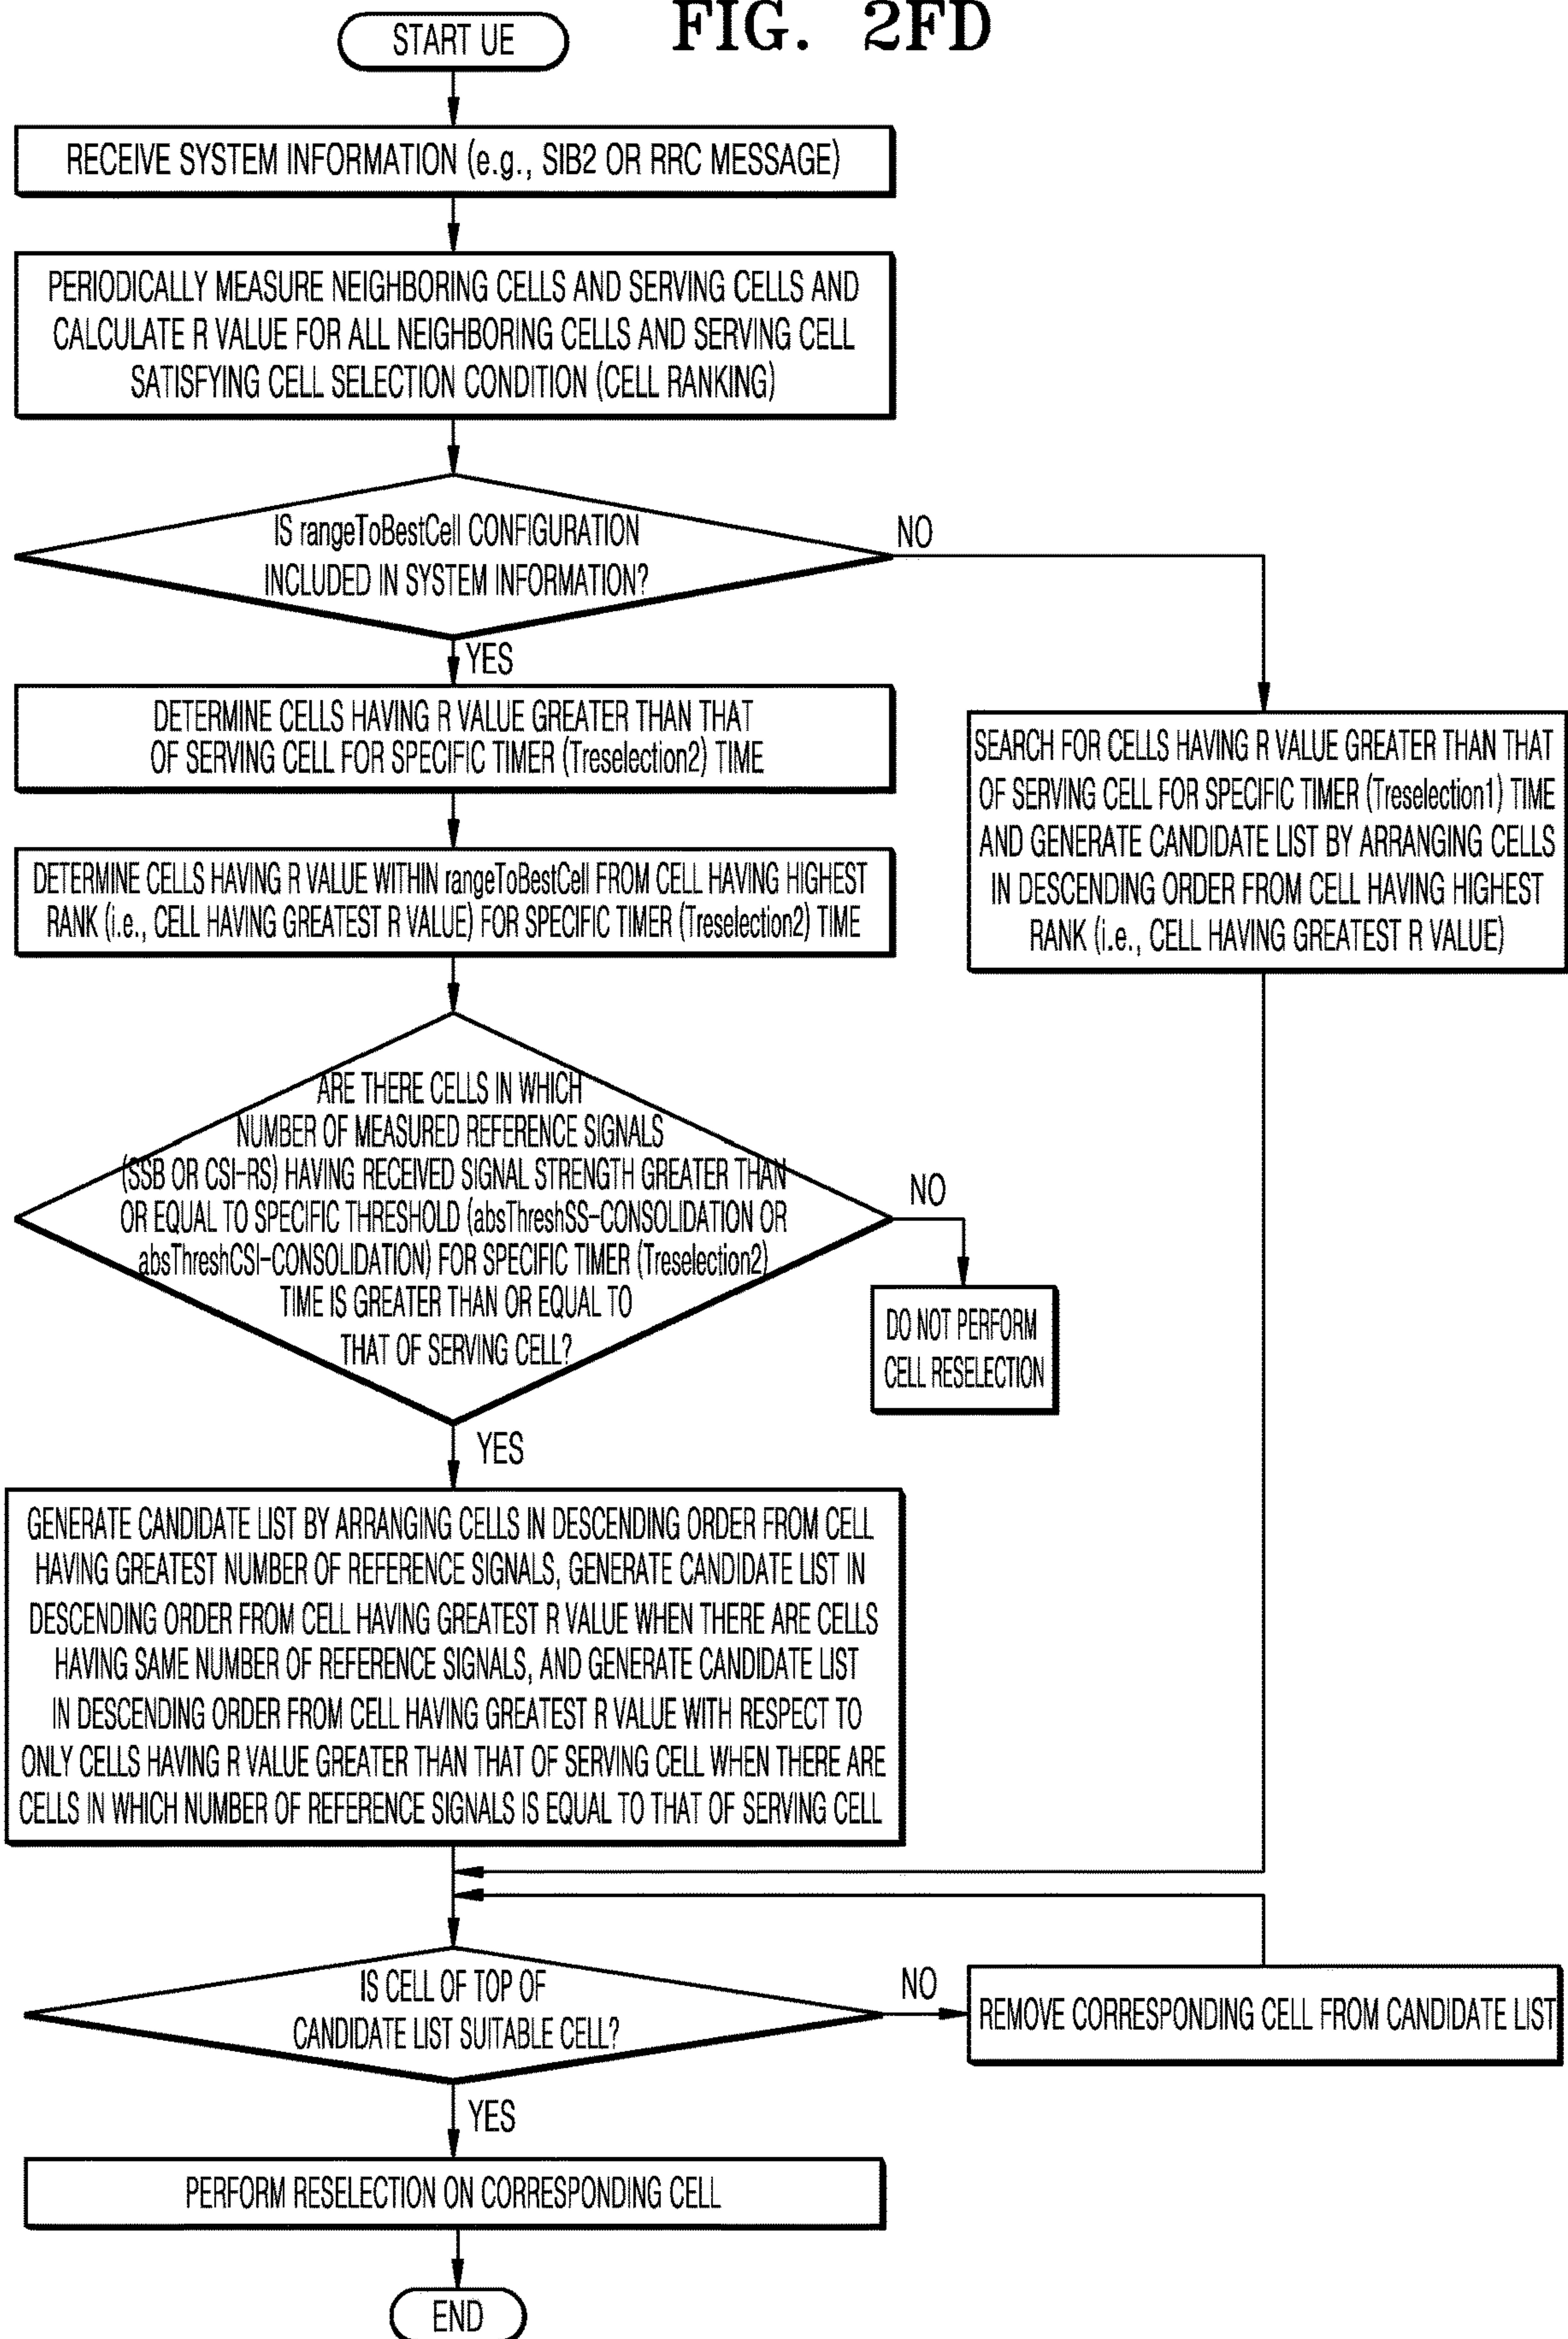 FIG. 2FD
START UE
RECEIVE SYSTEM INFORMATION (e.g., SIB2 OR RRC MESSAGE)
PERIODICALLY MEASURE NEIGHBORING CELLS AND SERVING CELLS AND
CALCULATE R VALUE FOR ALL NEIGHBORING CELLS AND SERVING CELL
SATISFYING CELL SELECTION CONDITION (CELL RANKING)
IS rangeToBestCell CONFIGURATION
INCLUDED IN SYSTEM INFORMATION?
NO
YES
DETERMINE CELLS HAVING R VALUE GREATER THAN THAT
OF SERVING CELL FOR SPECIFIC TIMER (Treselection2) TIME
SEARCH FOR CELLS HAVING R VALUE GREATER THAN THAT
OF SERVING CELL FOR SPECIFIC TIMER (Treselection1) TIME
AND GENERATE CANDIDATE LIST BY ARRANGING CELLS
IN DESCENDING ORDER FROM CELL HAVING HIGHEST
RANK (i.e., CELL HAVING GREATEST R VALUE)
DETERMINE CELLS HAVING R VALUE WITHIN rangeToBestCell FROM CELL HAVING HIGHEST
RANK (i.e., CELL HAVING GREATEST R VALUE) FOR SPECIFIC TIMER (Treselection2) TIME
ARE THERE CELLS IN WHICH
NUMBER OF MEASURED REFERENCE SIGNALS
(SSB OR CSI-RS) HAVING RECEIVED SIGNAL STRENGTH GREATER THAN
OR EQUAL TO SPECIFIC THRESHOLD (absThreshSS-CONSOLIDATION OR
absThreshCSI-CONSOLIDATION) FOR SPECIFIC TIMER (Treselection2)
TIME IS GREATER THAN OR EQUAL TO
THAT OF SERVING CELL?
NO
DO NOT PERFORM
CELL RESELECTION
YES
GENERATE CANDIDATE LIST BY ARRANGING CELLS IN DESCENDING ORDER FROM CELL
HAVING GREATEST NUMBER OF REFERENCE SIGNALS, GENERATE CANDIDATE LIST IN
DESCENDING ORDER FROM CELL HAVING GREATEST R VALUE WHEN THERE ARE CELLS
HAVING SAME NUMBER OF REFERENCE SIGNALS, AND GENERATE CANDIDATE LIST
IN DESCENDING ORDER FROM CELL HAVING GREATEST R VALUE WITH RESPECT TO
ONLY CELLS HAVING R VALUE GREATER THAN THAT OF SERVING CELL WHEN THERE ARE
CELLS IN WHICH NUMBER OF REFERENCE SIGNALS IS EQUAL TO THAT OF SERVING CELL
IS CELL OF TOP OF
CANDIDATE LIST SUITABLE CELL?
NO
REMOVE CORRESPONDING CELL FROM CANDIDATE LIST
YES
PERFORM RESELECTION ON CORRESPONDING CELL
END